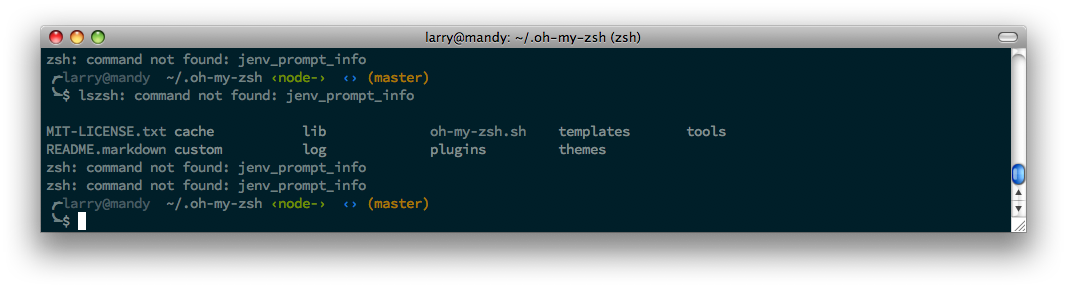 larry@mandy: ~/.oh-my-zsh (zsh)
zsh: command not found: jenv_prompt_info
╭larry@mandy  ~/.oh-my-zsh ‹node-›  ‹› (master)
╰$ lszsh: command not found: jenv_prompt_info
MIT-LICENSE.txt cache           lib             oh-my-zsh.sh    templates       tools
README.markdown custom          log             plugins         themes
zsh: command not found: jenv_prompt_info
zsh: command not found: jenv_prompt_info
╭larry@mandy  ~/.oh-my-zsh ‹node-›  ‹› (master)
╰$